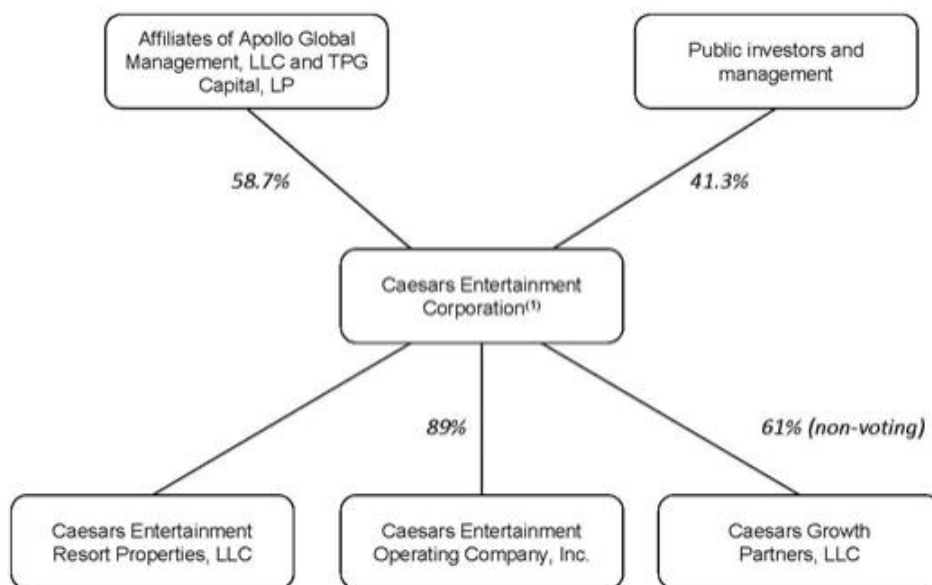 Affiliates of Apollo Global
Management, LLC and TPG
Capital, LP
Public investors and
management
58.7%
41.3%
Caesars Entertainment
Corporation(1)
89%
61% (non-voting)
Caesars Entertainment
Resort Properties, LLC
Caesars Entertainment
Operating Company, Inc.
Caesars Growth
Partners, LLC